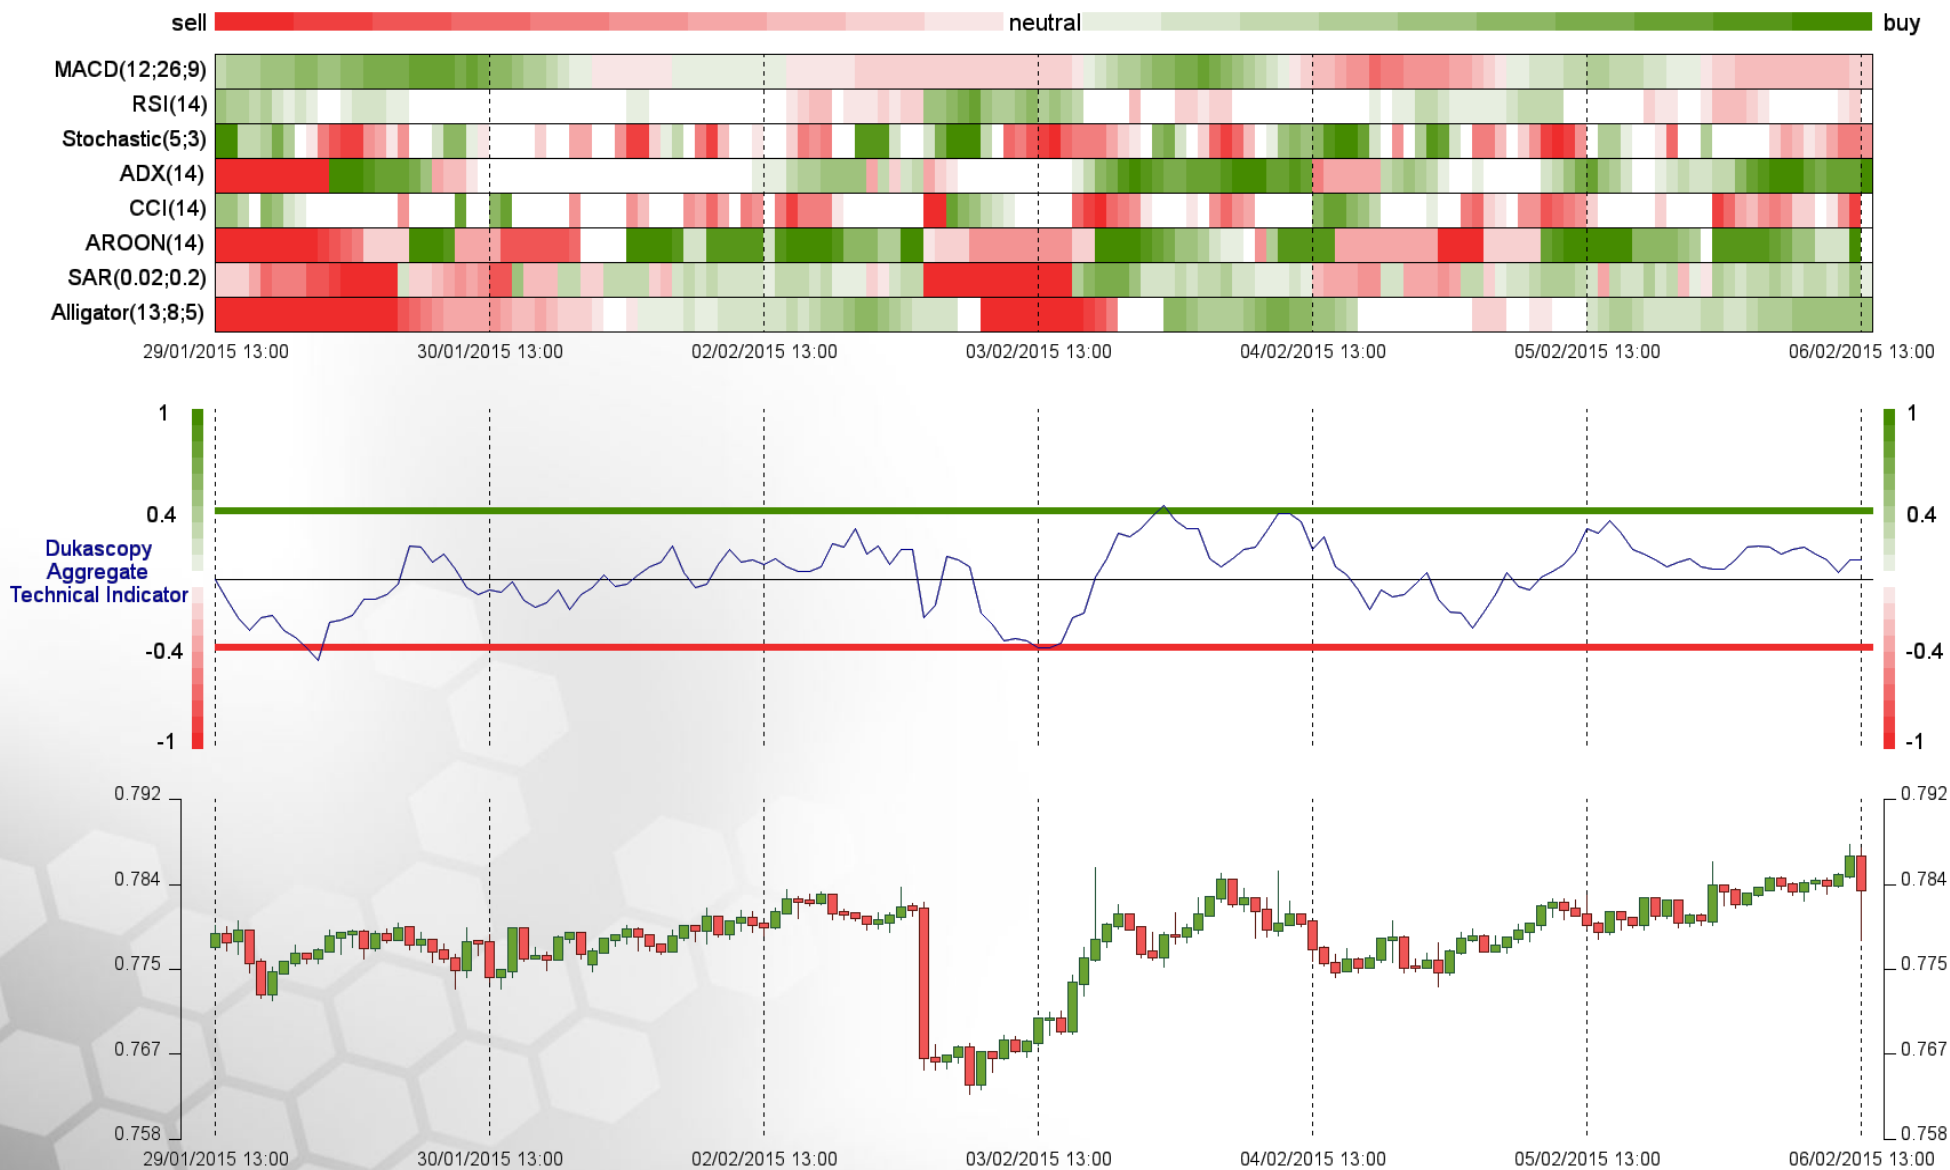 sell neutral buy
MACD(12;26;9)
RSI(14)
Stochastic(5;3)
ADX(14)
CCI(14)
AROON(14)
SAR(0.02;0.2)
Alligator(13;8;5)
29/01/2015 13:00 30/01/2015 13:00 02/02/2015 13:00 03/02/2015 13:00 04/02/2015 13:00 05/02/2015 13:00 06/02/2015 13:00
1 1
0.4 0.4
Dukascopy
Aggregate
Technical Indicator
-0.4 -0.4
-1 -1
0.792 0.792
0.784 0.784
0.775 0.775
0.767 0.767
0.758 0.758
29/01/2015 13:00 30/01/2015 13:00 02/02/2015 13:00 03/02/2015 13:00 04/02/2015 13:00 05/02/2015 13:00 06/02/2015 13:00